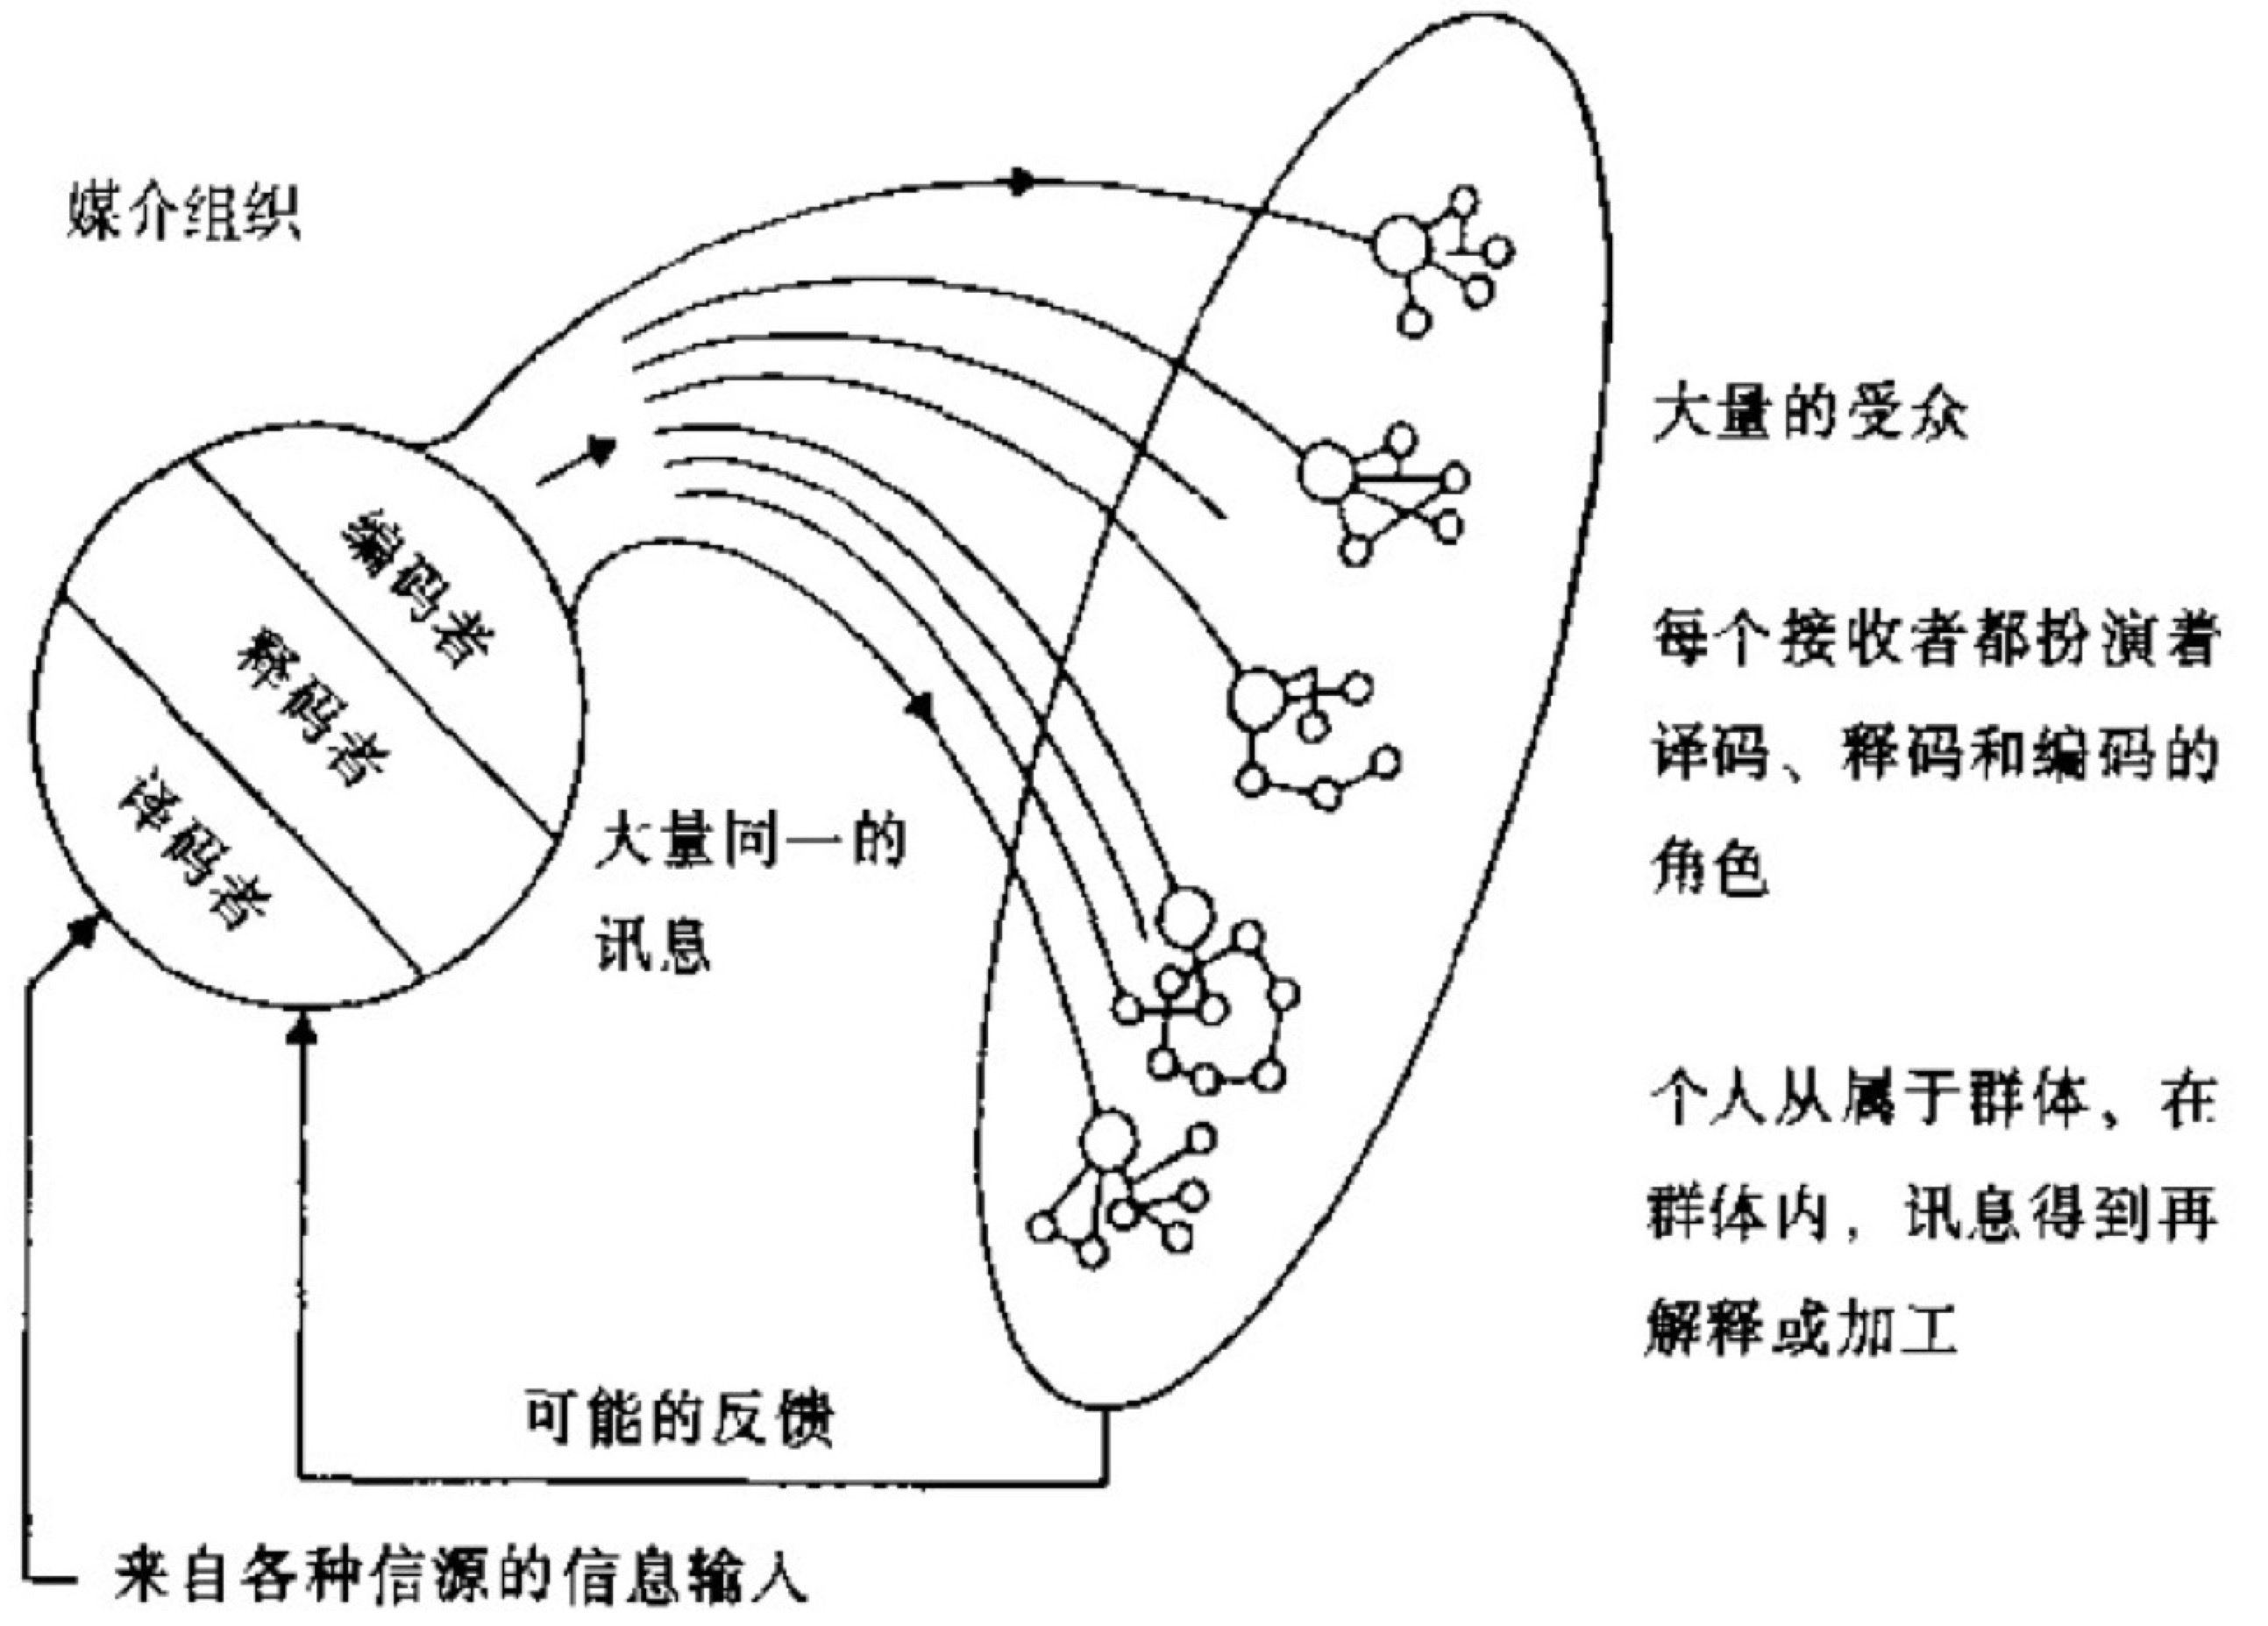 媒介组织
编码者
释码者
译码者
大量同一的
讯息
大量的受众
每个接收者都扮演着
译码、释码和编码的
角色
个人从属于群体、在
群体内，讯息得到再
解释或加工
可能的反馈
来自各种信源的信息输入